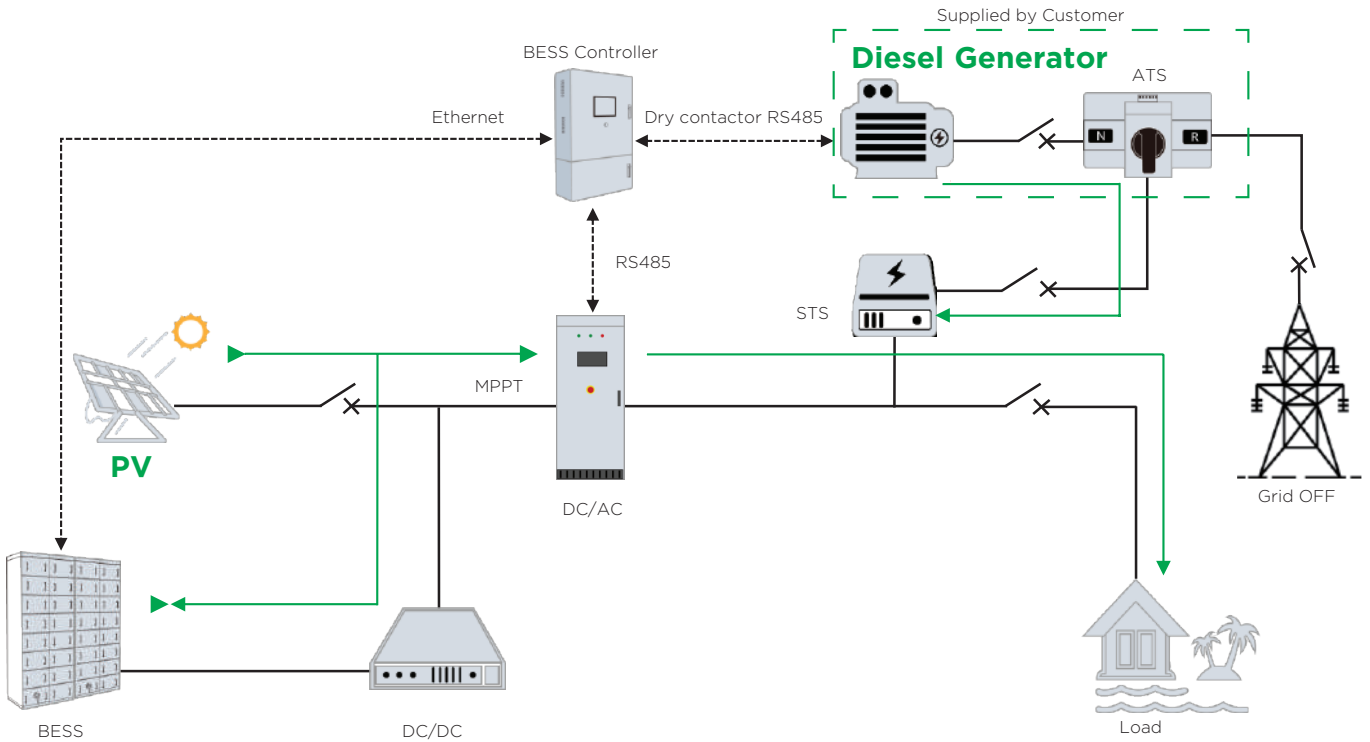 Supplied by Customer
BESS Controller
Diesel Generator
ATS
Ethernet
Dry contactor RS485
N
R
RS485
STS
MPPT
PV
DC/AC
Grid OFF
BESS
DC/DC
Load